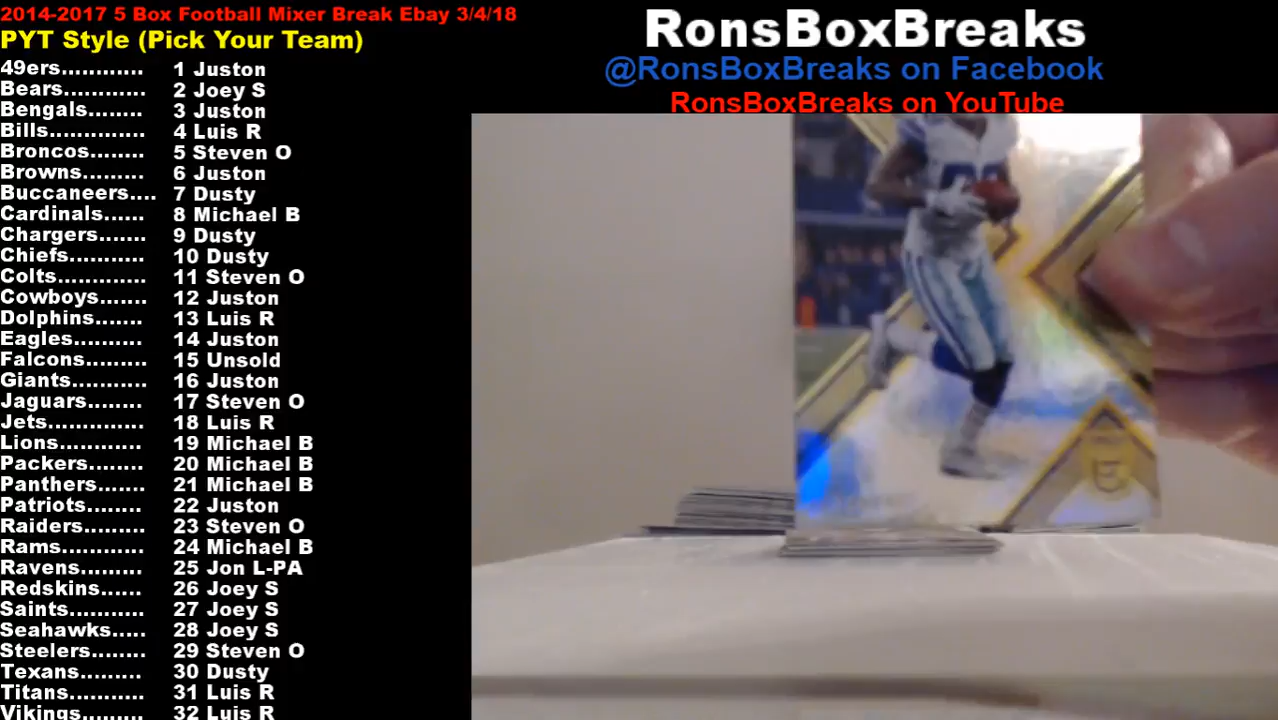 2014-2017 5 Box Football Mixer Break Ebay 3/4/18
PYT Style (Pick Your Team)
49ers............ 1 Juston
Bears............ 2 Joey S
Bengals........ 3 Juston
Bills.............. 4 Luis R
Broncos........ 5 Steven O
Browns......... 6 Juston
Buccaneers.... 7 Dusty
Cardinals...... 8 Michael B
Chargers....... 9 Dusty
Chiefs........... 10 Dusty
Colts............. 11 Steven O
Cowboys....... 12 Juston
Dolphins....... 13 Luis R
Eagles.......... 14 Juston
Falcons......... 15 Unsold
Giants........... 16 Juston
Jaguars........ 17 Steven O
Jets.............. 18 Luis R
Lions............ 19 Michael B
Packers........ 20 Michael B
Panthers....... 21 Michael B
Patriots........ 22 Juston
Raiders......... 23 Steven O
Rams............ 24 Michael B
Ravens......... 25 Jon L-PA
Redskins...... 26 Joey S
Saints........... 27 Joey S
Seahawks..... 28 Joey S
Steelers........ 29 Steven O
Texans......... 30 Dusty
Titans........... 31 Luis R
Vikings......... 32 Luis R
RonsBoxBreaks
@RonsBoxBreaks on Facebook
RonsBoxBreaks on YouTube